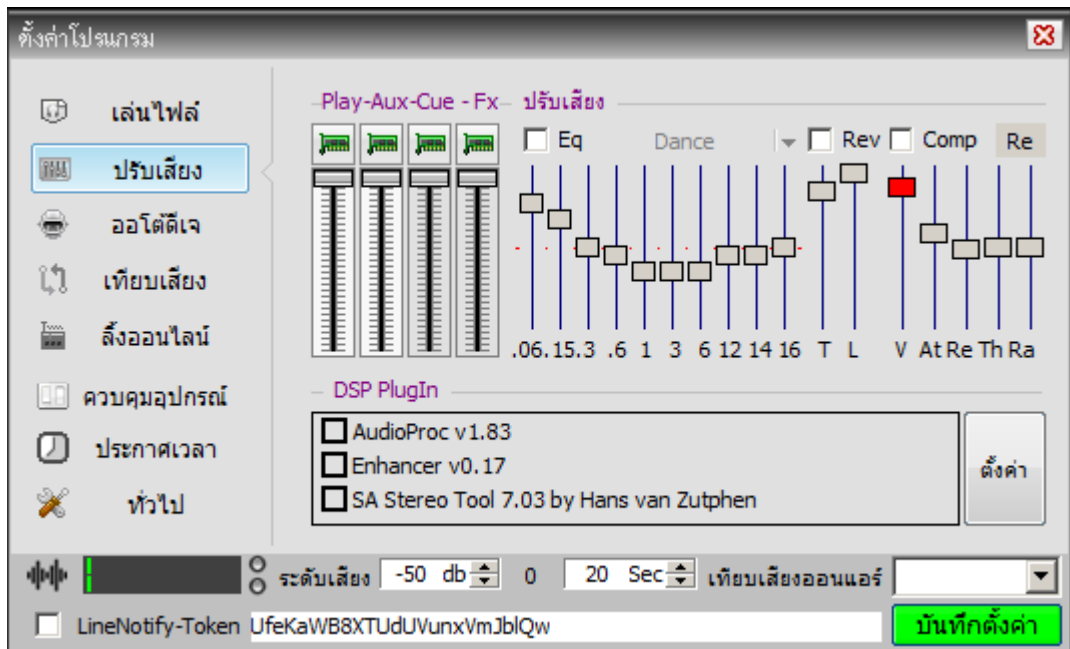 ตั้งค่าโปรแกรม
เล่นไฟล์
ปรับเสียง
ออโต้ดีเจ
เทียบเสียง
ลิ้งออนไลน์
ควบคุมอุปกรณ์
ประกาศเวลา
ทั่วไป
Play-Aux-Cue - Fx
ปรับเสียง
Eq Dance Rev Comp Re
.06 .15 .3 .6 1 3 6 12 14 16 T L V At Re Th Ra
DSP PlugIn
AudioProc v1.83
Enhancer v0.17
SA Stereo Tool 7.03 by Hans van Zutphen
ตั้งค่า
ระดับเสียง -50 db 0 20 Sec เทียบเสียงออนแอร์
LineNotify-Token UfeKaWB8XTUdUVunxVmJblQw บันทึกตั้งค่า